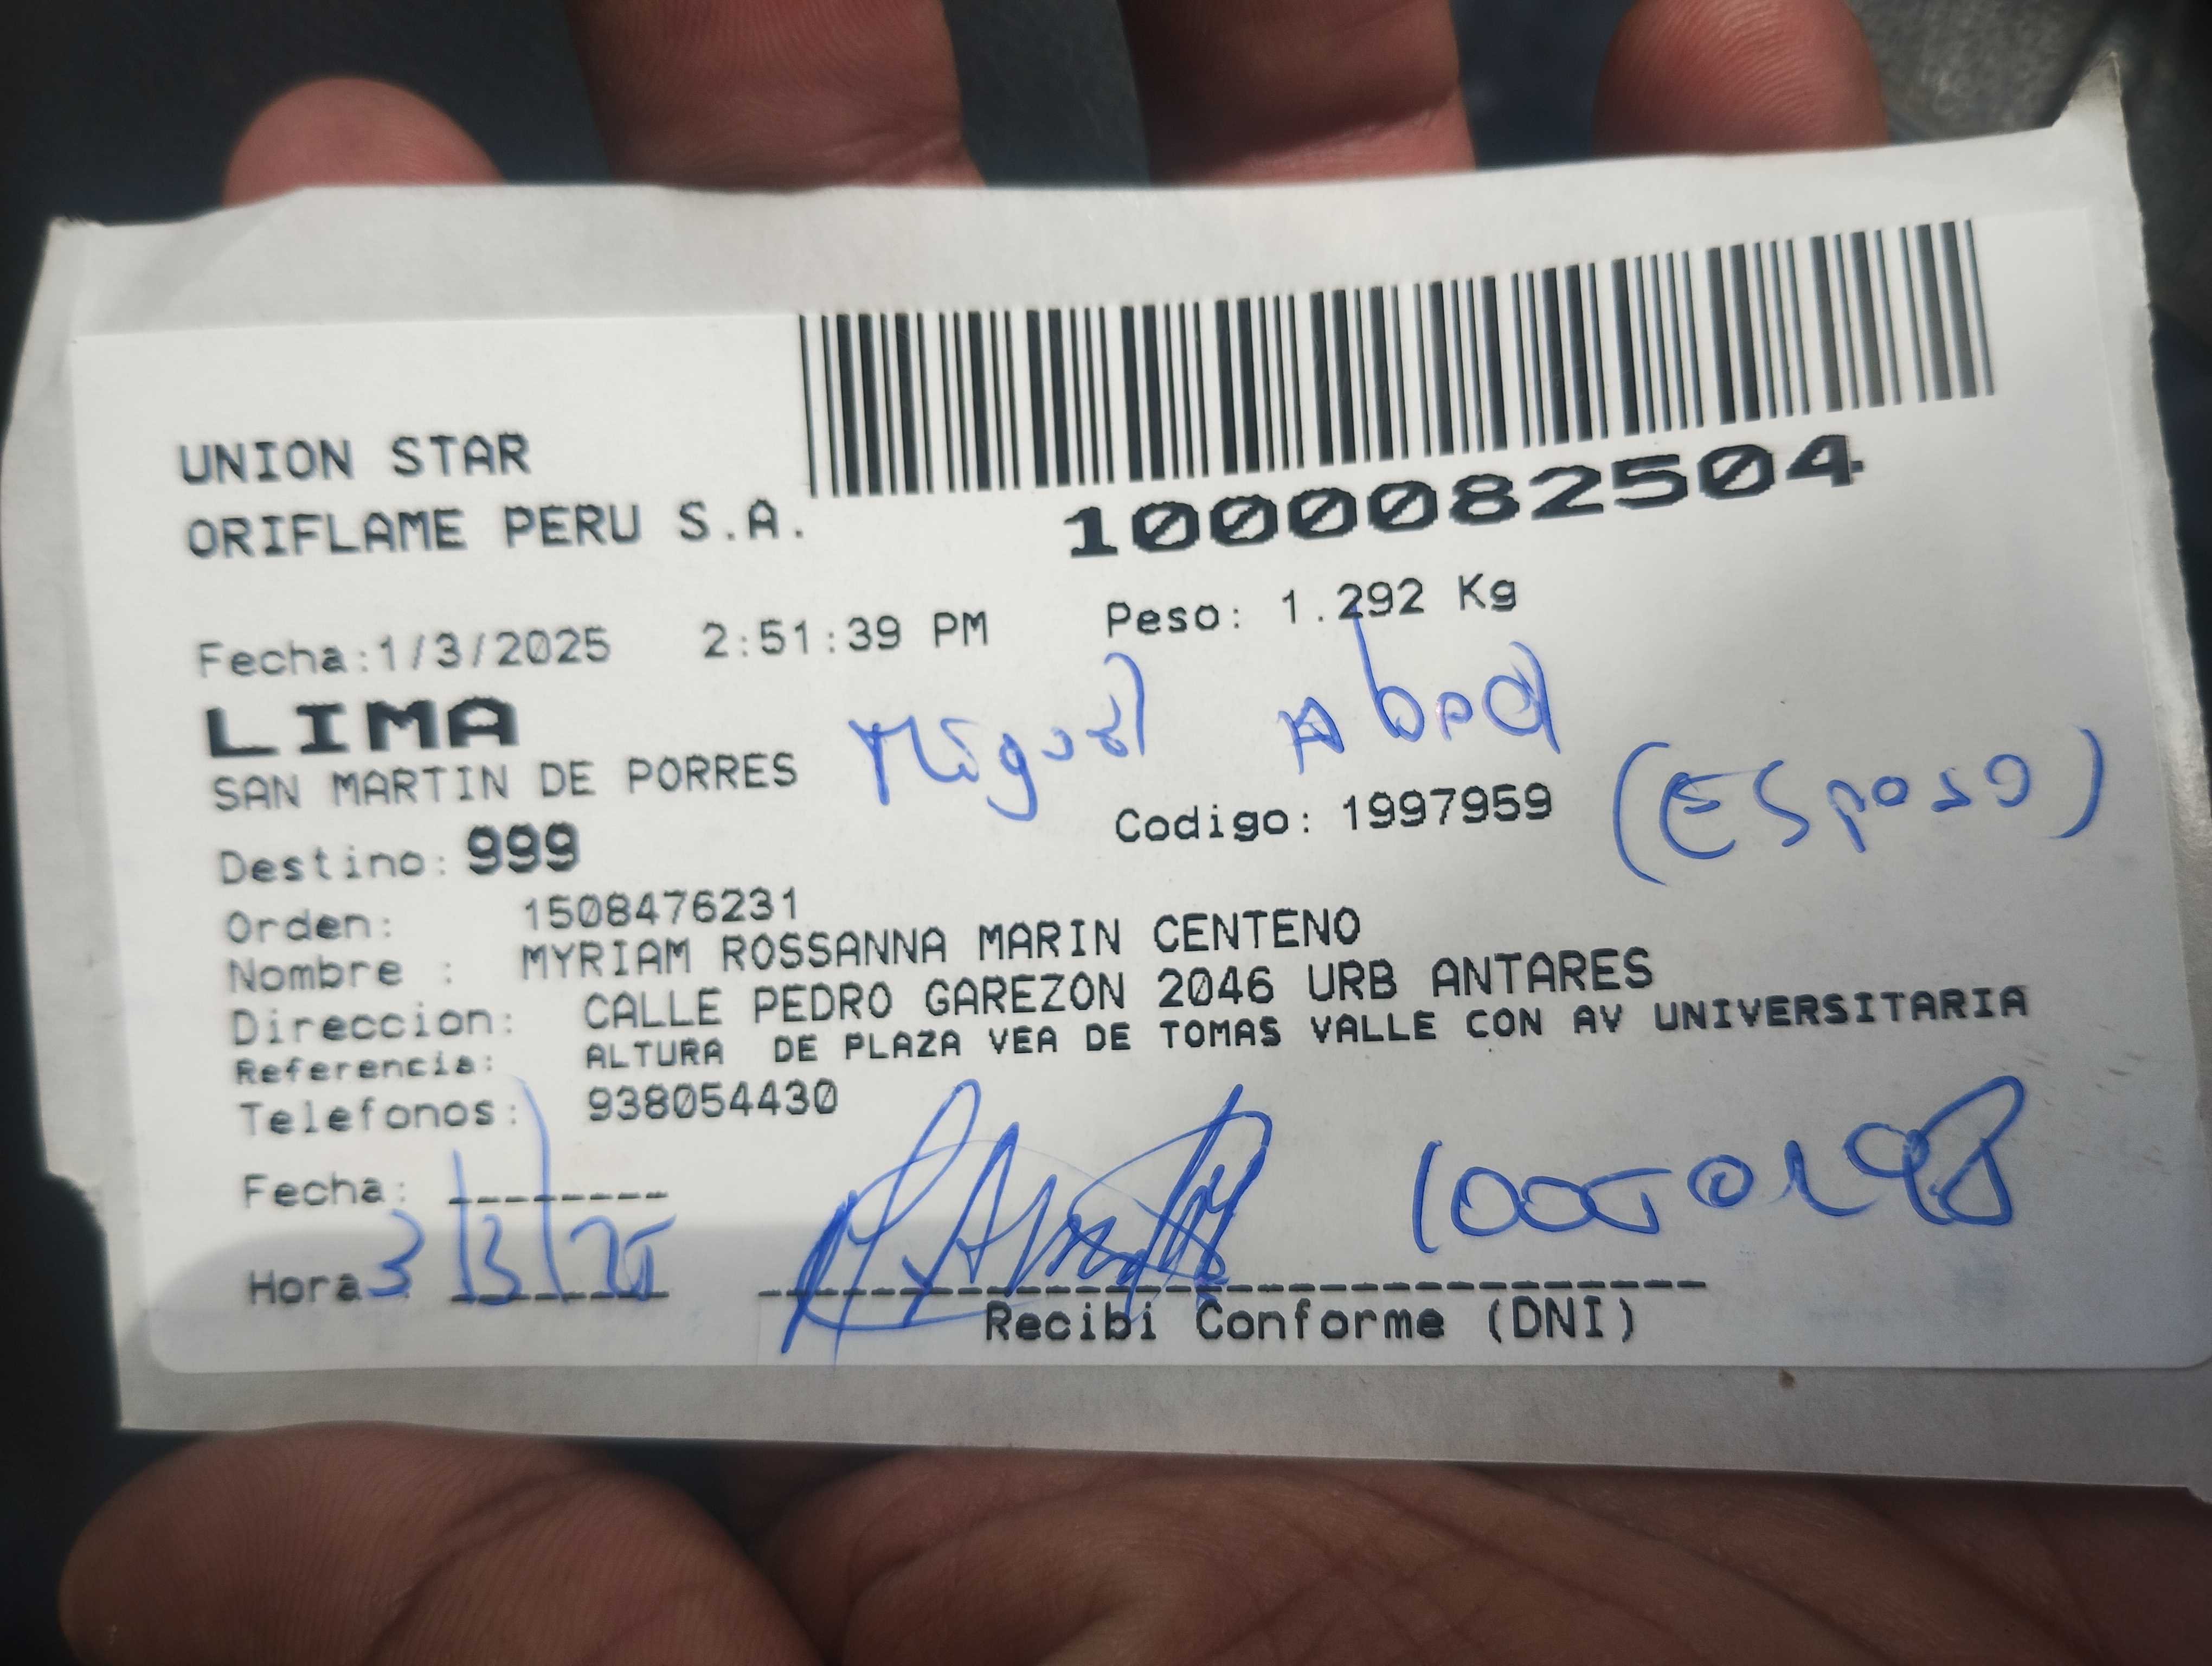 UNION STAR
ORIFLAME PERU S.A.
1000082504
Fecha:1/3/2025 2:51:39 PM Peso: 1.292 Kg
LIMA
SAN MARTIN DE PORRES Miguel Abad
(Esposo)
Destino: 999 Codigo: 1997959
Orden: 1508476231
Nombre : MYRIAM ROSSANNA MARIN CENTENO
Direccion: CALLE PEDRO GAREZON 2046 URB ANTARES
Referencia: ALTURA DE PLAZA VEA DE TOMAS VALLE CON AV UNIVERSITARIA
Telefonos: 938054430
Fecha:
Hora 3/3/25
Recibi Conforme (DNI)